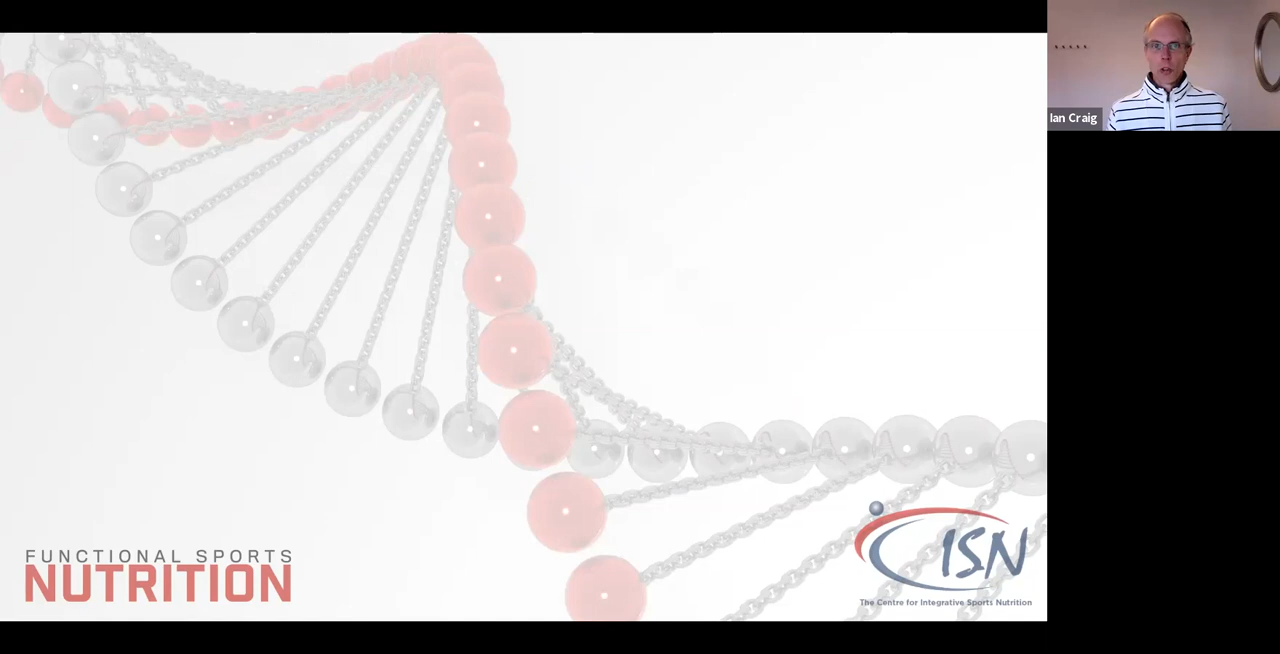 Ian Craig
FUNCTIONAL SPORTS
NUTRITION
ISN
The Centre for Integrative Sports Nutrition